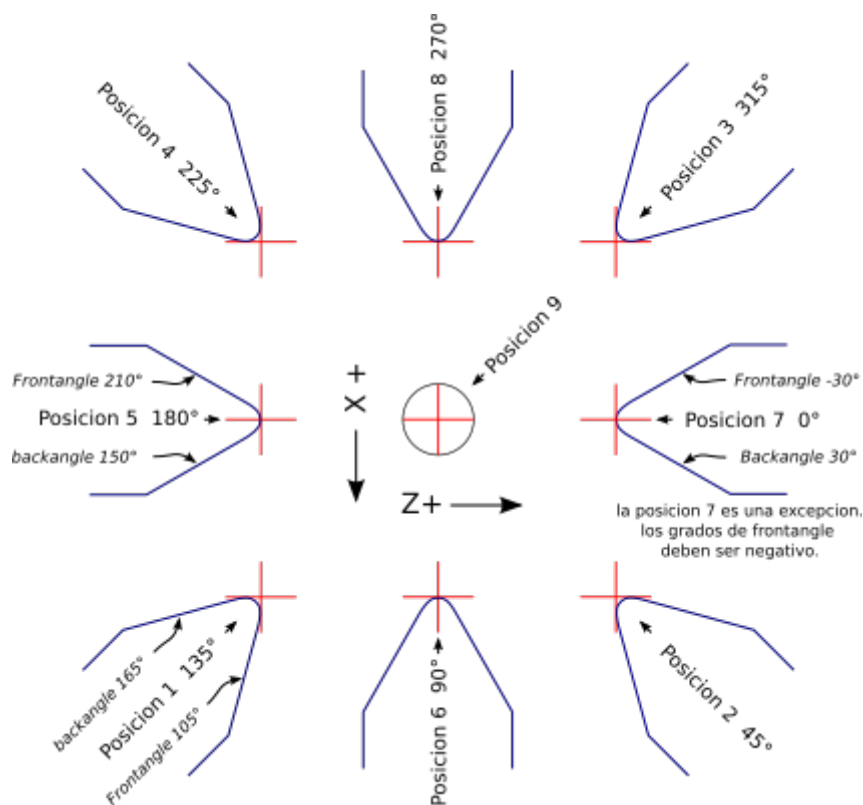 Posicion 4  225°
Posicion 8  270°
Posicion 3  315°
Posicion 9
Frontangle 210°
Posicion 5  180°
backangle 150°
X +
Z+
Frontangle -30°
Posicion 7  0°
Backangle 30°
la posicion 7 es una excepcion.
los grados de frontangle
deben ser negativo.
backangle 165°
Posicion 1  135°
Frontangle 105°
Posicion 6  90°
Posicion 2  45°